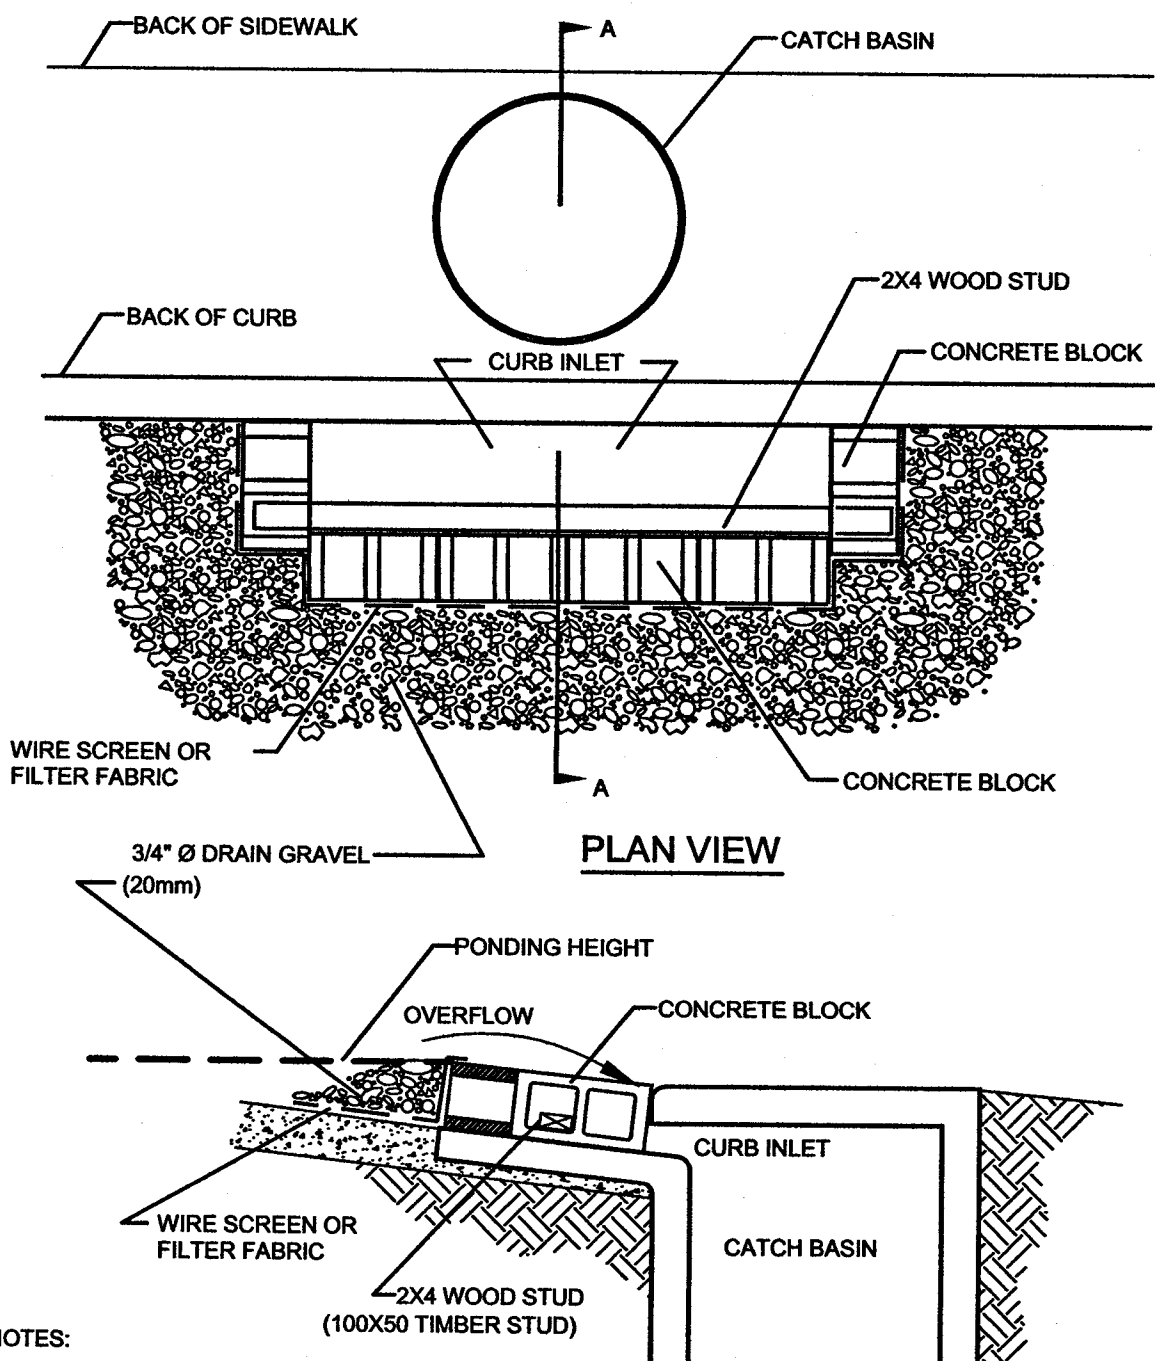 BACK OF SIDEWALK
A
CATCH BASIN
2X4 WOOD STUD
BACK OF CURB
CURB INLET
CONCRETE BLOCK
WIRE SCREEN OR
FILTER FABRIC
A
CONCRETE BLOCK
3/4" Ø DRAIN GRAVEL
(20mm)
PLAN VIEW
PONDING HEIGHT
OVERFLOW
CONCRETE BLOCK
CURB INLET
WIRE SCREEN OR
FILTER FABRIC
CATCH BASIN
2X4 WOOD STUD
(100X50 TIMBER STUD)
NOTES: